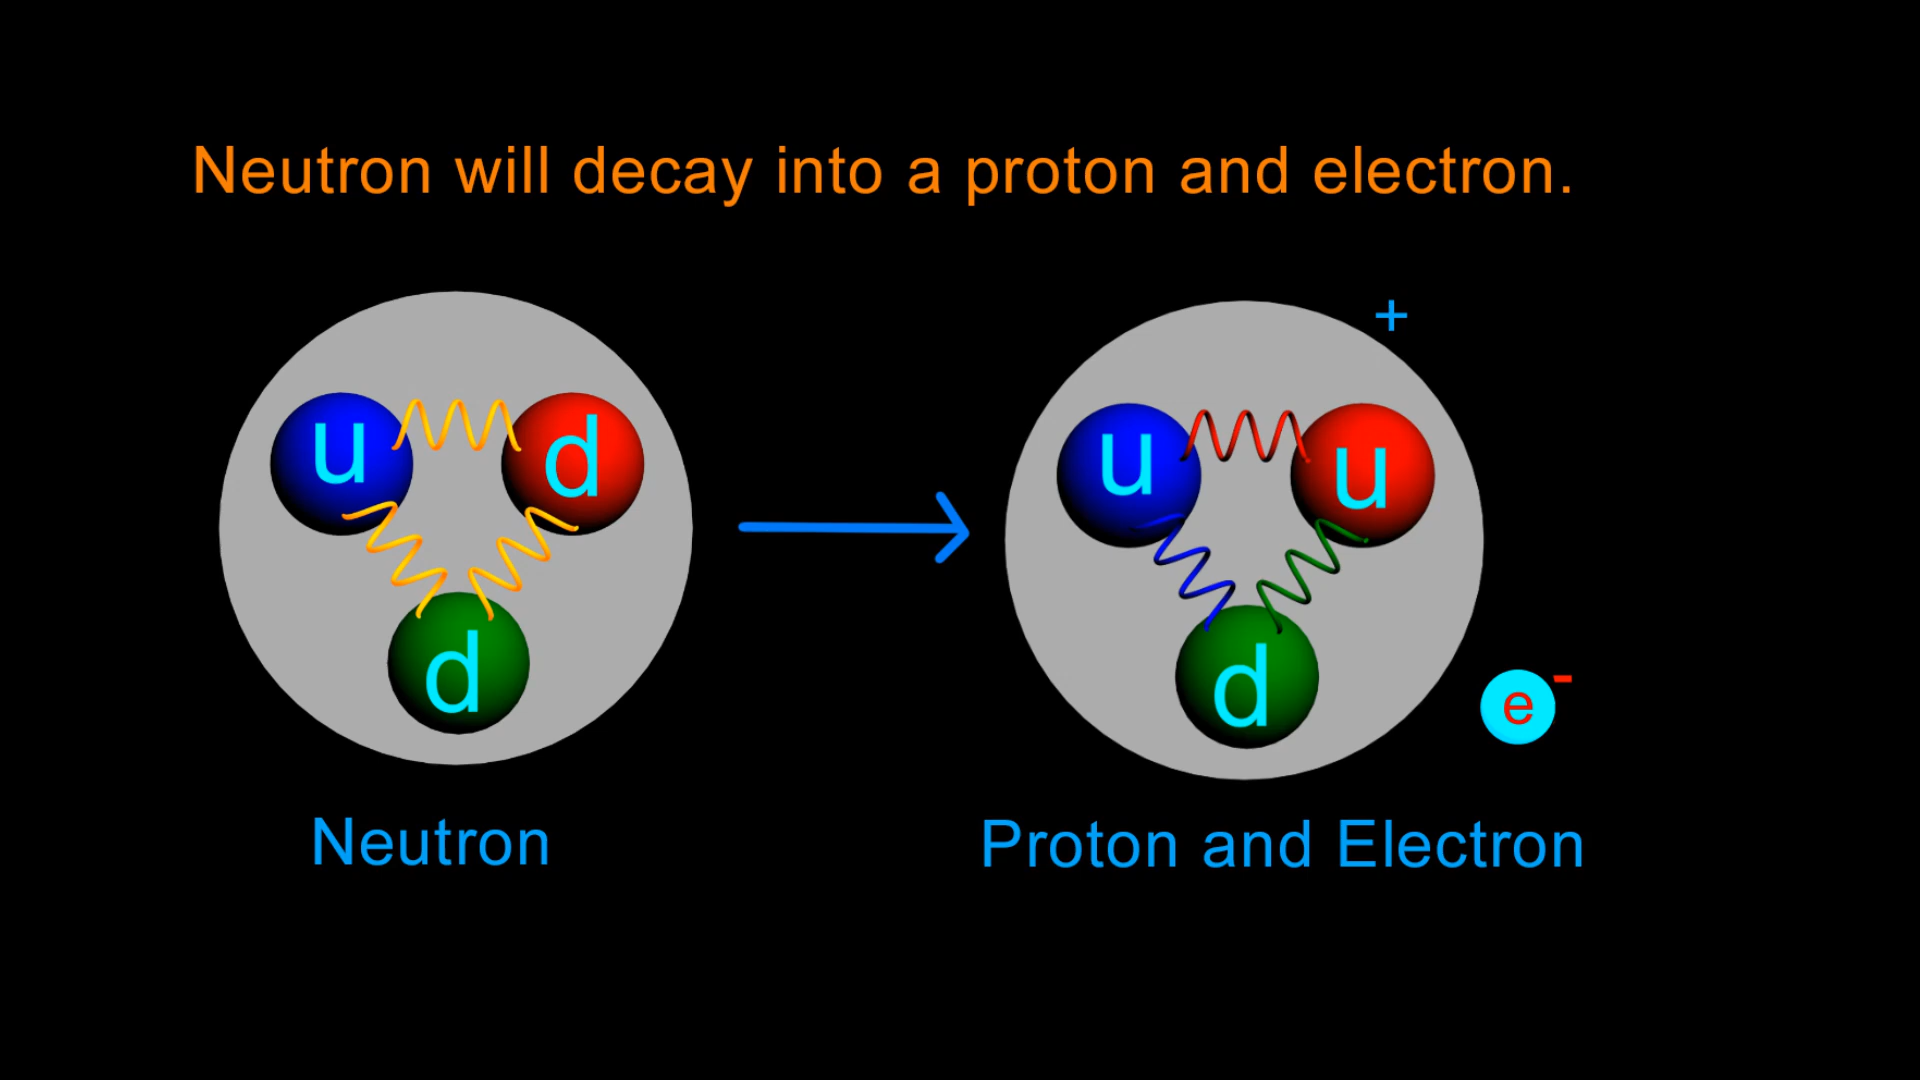 Neutron will decay into a proton and electron.
+
u d
u u
d
d
e-
Neutron
Proton and Electron